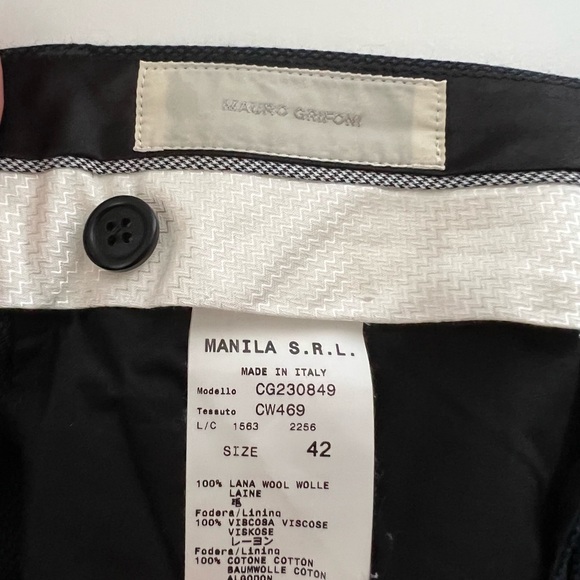 MAURO GRIFONI
MANILA S.R.L.
MADE IN ITALY
Modello CG230849
Tessuto CW469
L/C 1563 2256
SIZE 42
100% LANA WOOL WOLLE
LAINE
毛
Fodera/Lining
100% VISCOSA VISCOSE
VISKOSE
レーヨン
Fodera/Lining
100% COTONE COTTON
BAUMWOLLE COTON
ALGODON